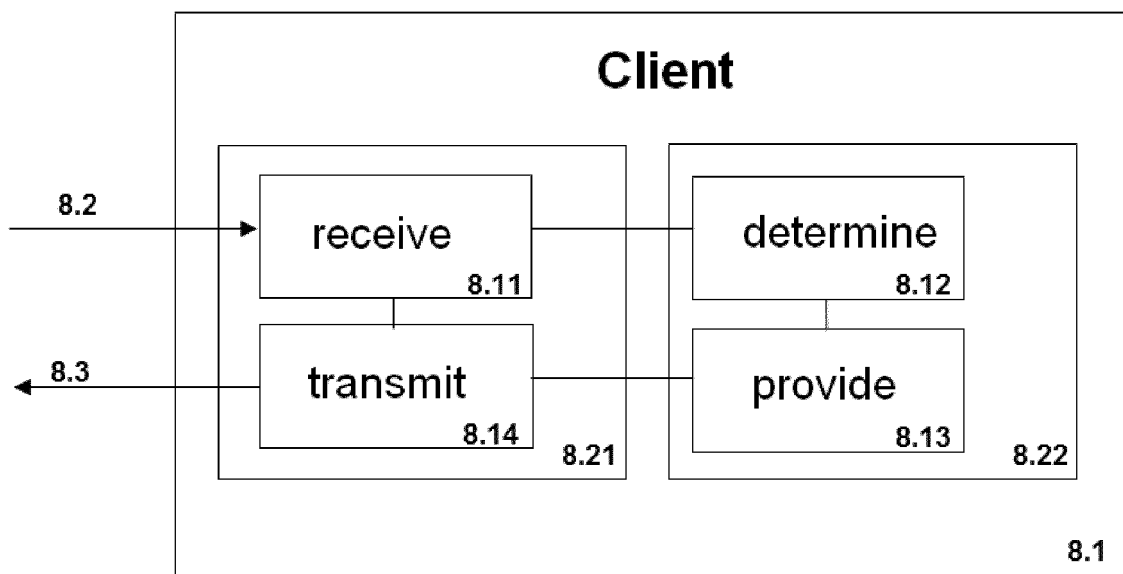 Client
8.2
receive
8.11
determine
8.12
8.3
transmit
8.14
provide
8.13
8.21
8.22
8.1